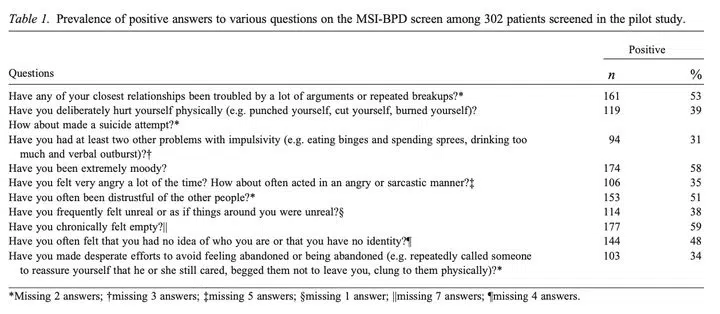 Table 1. Prevalence of positive answers to various questions on the MSI-BPD screen among 302 patients screened in the pilot study.
Positive
Questions n %
Have any of your closest relationships been troubled by a lot of arguments or repeated breakups?* 161 53
Have you deliberately hurt yourself physically (e.g. punched yourself, cut yourself, burned yourself)? 119 39
How about made a suicide attempt?*
Have you had at least two other problems with impulsivity (e.g. eating binges and spending sprees, drinking too 94 31
much and verbal outburst)?†
Have you been extremely moody? 174 58
Have you felt very angry a lot of the time? How about often acted in an angry or sarcastic manner?‡ 106 35
Have you often been distrustful of the other people?* 153 51
Have you frequently felt unreal or as if things around you were unreal?§ 114 38
Have you chronically felt empty?|| 177 59
Have you often felt that you had no idea of who you are or that you have no identity?¶ 144 48
Have you made desperate efforts to avoid feeling abandoned or being abandoned (e.g. repeatedly called someone 103 34
to reassure yourself that he or she still cared, begged them not to leave you, clung to them physically)?*
*Missing 2 answers; †missing 3 answers; ‡missing 5 answers; §missing 1 answer; ||missing 7 answers; ¶missing 4 answers.